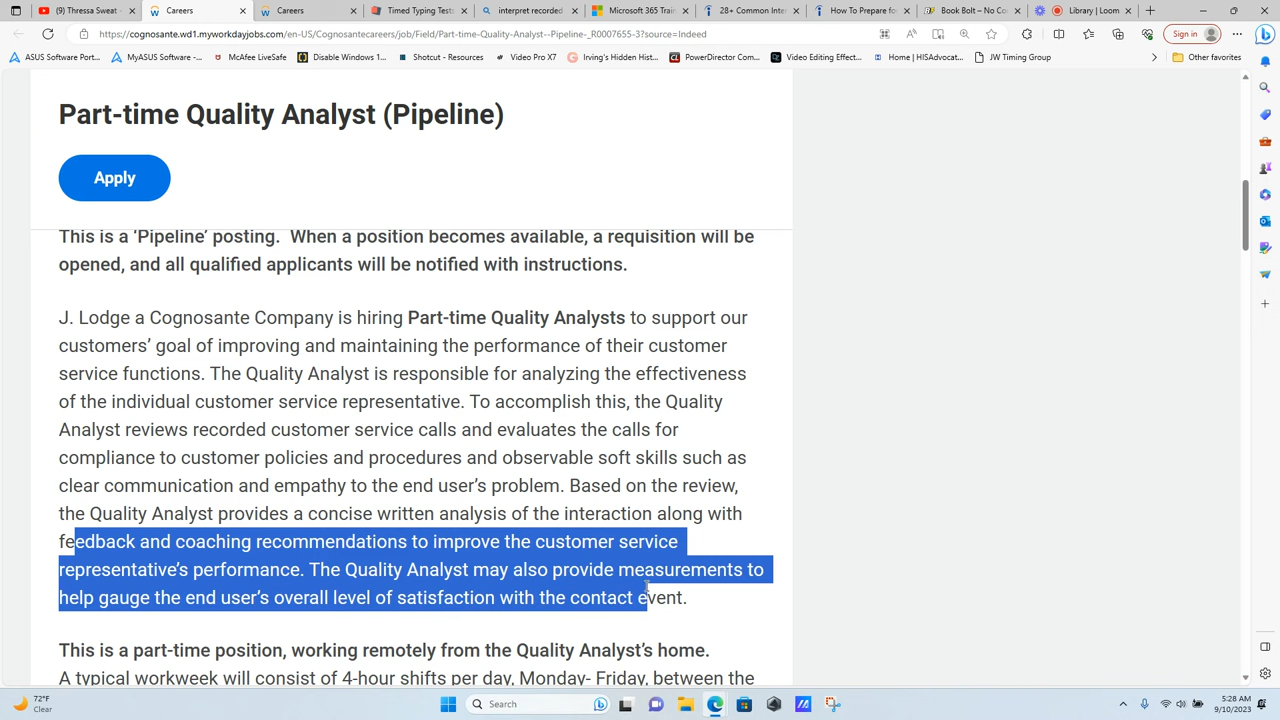 Thressa Sweat -
Careers
Careers
Timed Typing Tests
interpret recorded
Microsoft 365 Train
28+ Common Inter
How To Prepare for
Book Bolt – No Co
Library | Loom
https://cognosante.wd1.myworkdayjobs.com/en-US/Cognosantecareers/job/Field/Part-time-Quality-Analyst--Pipeline-_R0007655-3?source=Indeed
Sign in
ASUS Software Port...
MyASUS Software -...
McAfee LiveSafe
Disable Windows 1...
Shotcut - Resources
Video Pro X7
Irving's Hidden Hist...
PowerDirector Com...
Video Editing Effect...
Home | HISAdvocat...
JW Timing Group
Other favorites
Part-time Quality Analyst (Pipeline)
Apply
This is a 'Pipeline' posting. When a position becomes available, a requisition will be
opened, and all qualified applicants will be notified with instructions.
J. Lodge a Cognosante Company is hiring Part-time Quality Analysts to support our
customers' goal of improving and maintaining the performance of their customer
service functions. The Quality Analyst is responsible for analyzing the effectiveness
of the individual customer service representative. To accomplish this, the Quality
Analyst reviews recorded customer service calls and evaluates the calls for
compliance to customer policies and procedures and observable soft skills such as
clear communication and empathy to the end user's problem. Based on the review,
the Quality Analyst provides a concise written analysis of the interaction along with
feedback and coaching recommendations to improve the customer service
representative's performance. The Quality Analyst may also provide measurements to
help gauge the end user's overall level of satisfaction with the contact event.
This is a part-time position, working remotely from the Quality Analyst's home.
A typical workweek will consist of 4-hour shifts per day, Monday- Friday, between the
72°F
Clear
Search
5:28 AM
9/10/2023